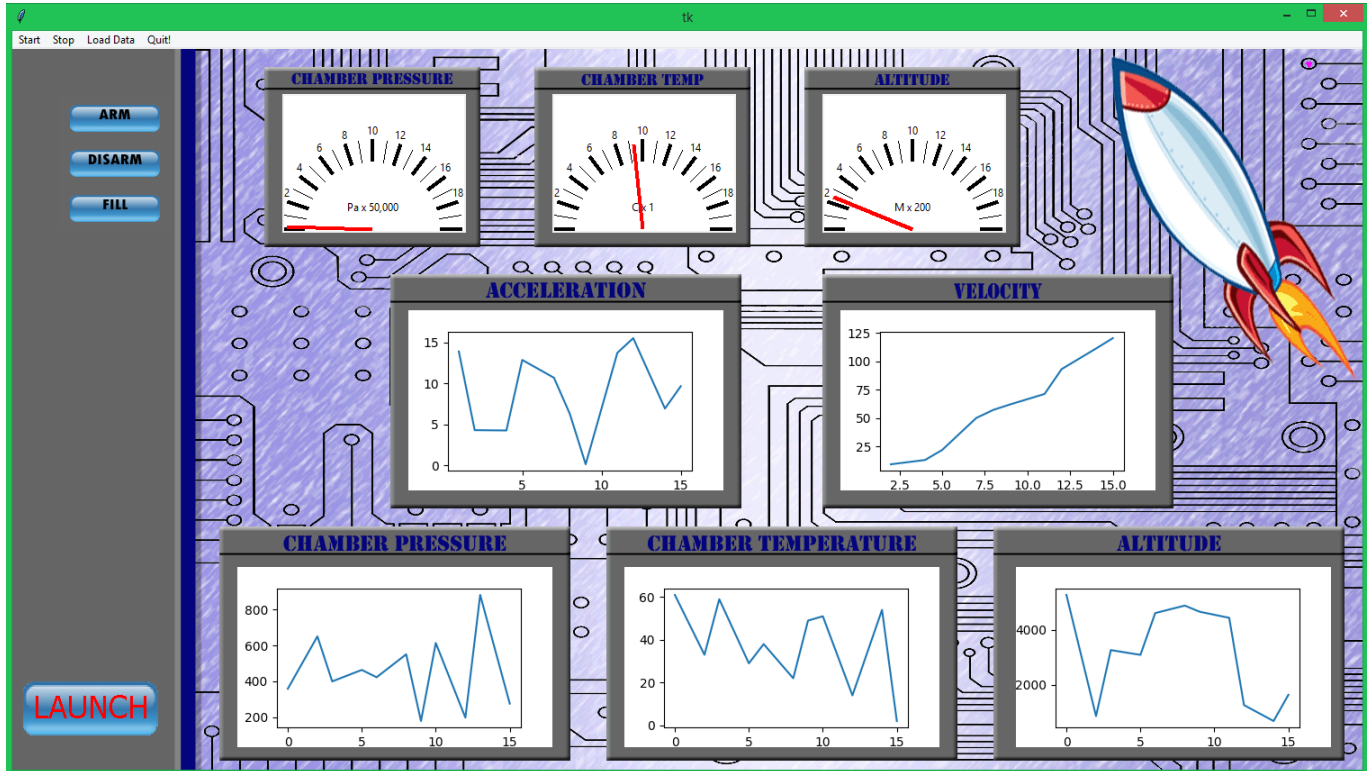 tk
Start Stop Load Data Quit!
ARM
DISARM
FILL
LAUNCH
CHAMBER PRESSURE
2 4 6 8 10 12 14 16 18
Pa x 50,000
CHAMBER TEMP
2 4 6 8 10 12 14 16 18
C x 1
ALTITUDE
2 4 6 8 10 12 14 16 18
M x 200
ACCELERATION
15
10
5
0
5 10 15
VELOCITY
125
100
75
50
25
2.5 5.0 7.5 10.0 12.5 15.0
CHAMBER PRESSURE
800
600
400
200
0 5 10 15
CHAMBER TEMPERATURE
60
40
20
0
0 5 10 15
ALTITUDE
4000
2000
0 5 10 15